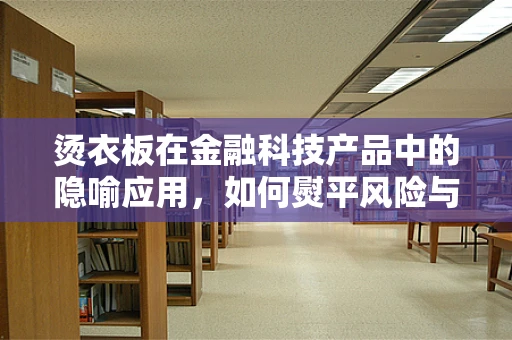 烫衣板在金融科技产品中的
隐喻应用，如何熨平风险与